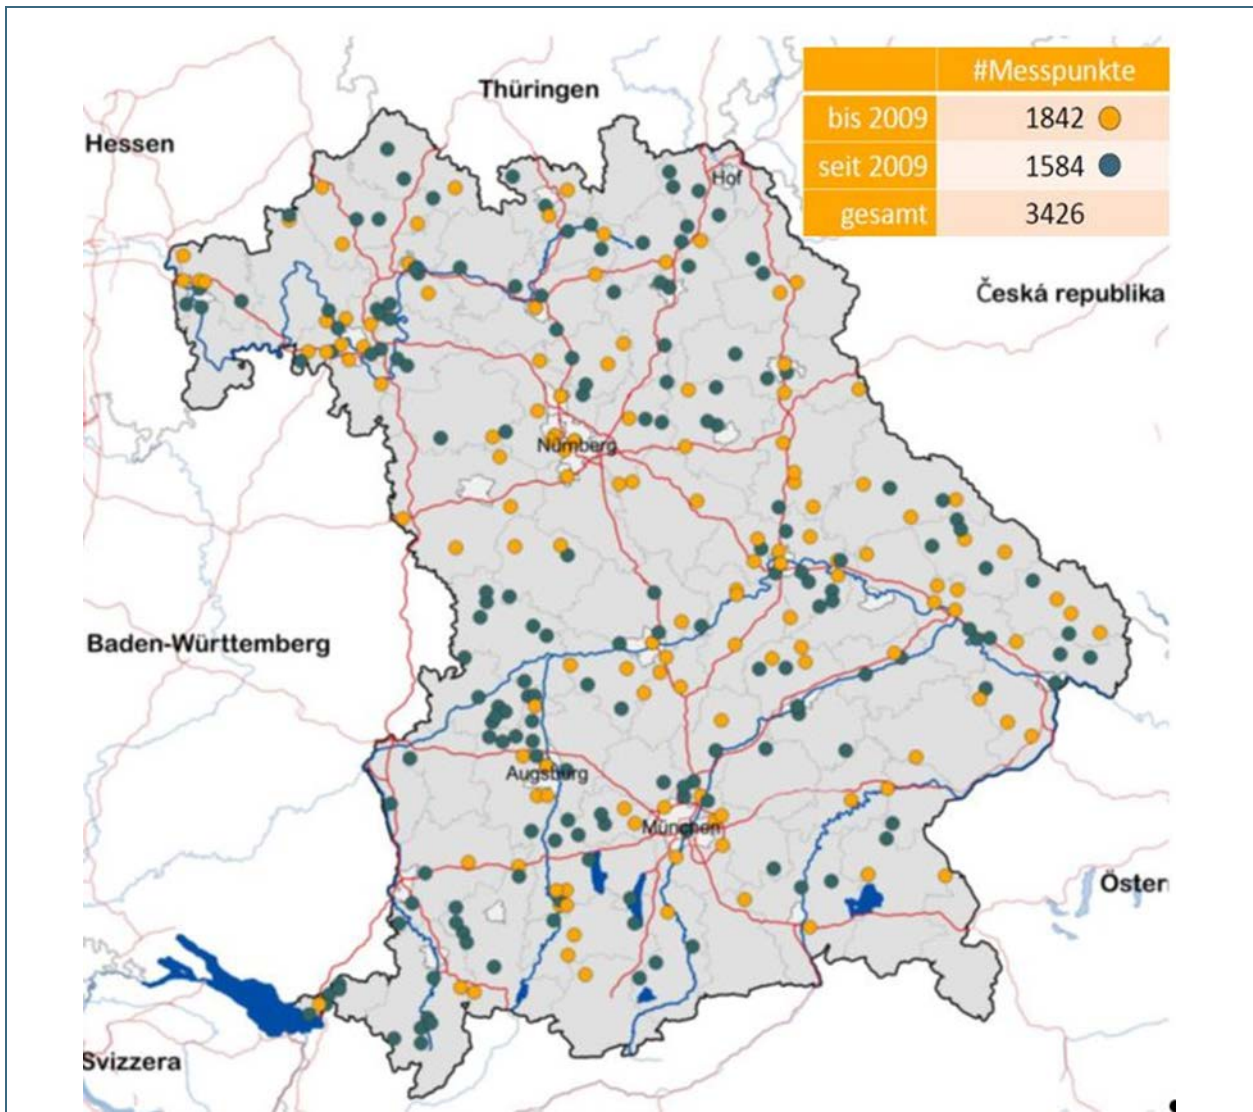 Thüringen
Hessen
#Messpunkte
bis 2009 1842
seit 2009 1584
gesamt 3426
Hof
Česká republika
Nürnberg
Baden-Württemberg
Augsburg
München
Öster
Svizzera